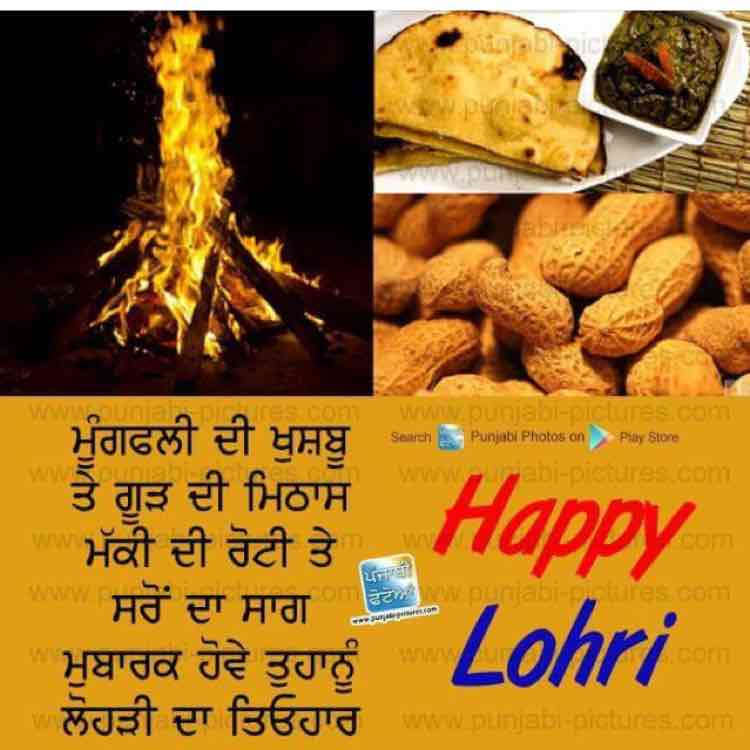 ਮੂੰਗਫਲੀ ਦੀ ਖੁਸ਼ਬੂ
ਤੇ ਗੂੜ ਦੀ ਮਿਠਾਸ
ਮੱਕੀ ਦੀ ਰੋਟੀ ਤੇ
ਸਰੋਂ ਦਾ ਸਾਗ
ਮੁਬਾਰਕ ਹੋਵੇ ਤੁਹਾਨੂੰ
ਲੋਹੜੀ ਦਾ ਤਿਓਹਾਰ
Search Punjabi Photos on Play Store
Happy
Lohri
ਪੰਜਾਬੀ
ਫੋਟੋਆਂ
www.punjabi-pictures.com